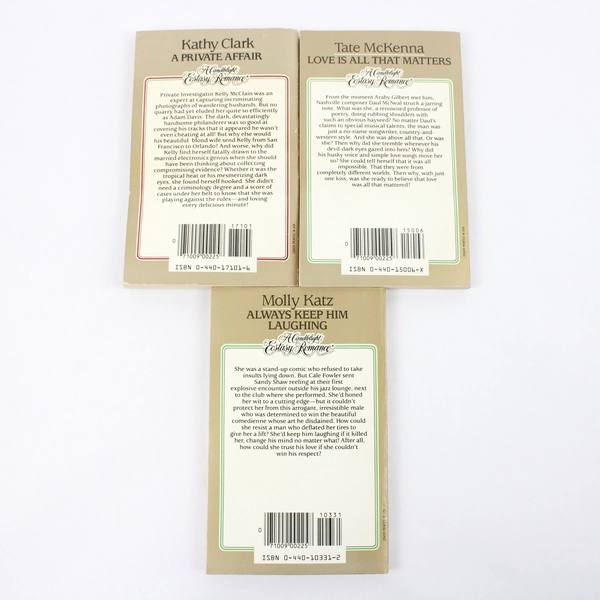 Kathy Clark
A PRIVATE AFFAIR
A Candlelight
Ecstasy Romance
Private Investigator Kelly McClain was an
expert at capturing incriminating
photographs of wandering husbands. But no
quarry had yet eluded her quite so efficiently
as Adam Davis. The dark, devastatingly
handsome philanderer was so good at
covering his tracks that it appeared he wasn't
even cheating at all! But why else would
his beautiful blond wife send Kelly from San
Francisco to Orlando? And worse, why did
Kelly find herself fatally drawn to the
married electronics genius when she should
have been thinking about collecting
compromising evidence? Whether it was the
tropical heat or his mesmerizing dark
eyes, she found herself hooked. She didn't
need a criminology degree and a score of
cases under her belt to know that she was
playing against the rules—and loving
every delicious minute!
17101
0
71009 00225
ISBN 0-440-17101-6
Tate McKenna
LOVE IS ALL THAT MATTERS
A Candlelight
Ecstasy Romance
From the moment Araby Gilbert met him,
Nashville composer Daul McNeal struck a jarring
note. What was she, a renowned professor of
poetry, doing rubbing shoulders with
such an obvious hayseed? No matter Daul's
claims to special musical talents, the man was
just a no-name songwriter, country-and
western style. And she was above all that. Or was
she? Then why did she tremble whenever his
devil-dark eyes gazed into hers? Why did
his husky voice and simple love songs move her
so? She could tell herself that it was all
impossible. That they were from
completely different worlds. Then why, with just
one kiss, was she ready to believe that love
was all that mattered?
15006
0
71009 00225
ISBN 0-440-15006-X
Molly Katz
ALWAYS KEEP HIM
LAUGHING
A Candlelight
Ecstasy Romance
She was a stand-up comic who refused to take
insults lying down. But Cale Fowler sent
Sandy Shaw reeling at their first
explosive encounter outside his jazz lounge, next
to the club where she performed. She'd honed
her wit to a cutting edge—but it couldn't
protect her from this arrogant, irresistible male
who was determined to win the beautiful
comedienne whose art he disdained. How could
she resist a man who deflated her tires to
give her a lift? She'd keep him laughing if it killed
her, change his mind no matter what! After all,
how could she trust his love if she couldn't
win his respect?
10331
0
71009 00225
ISBN 0-440-10331-2